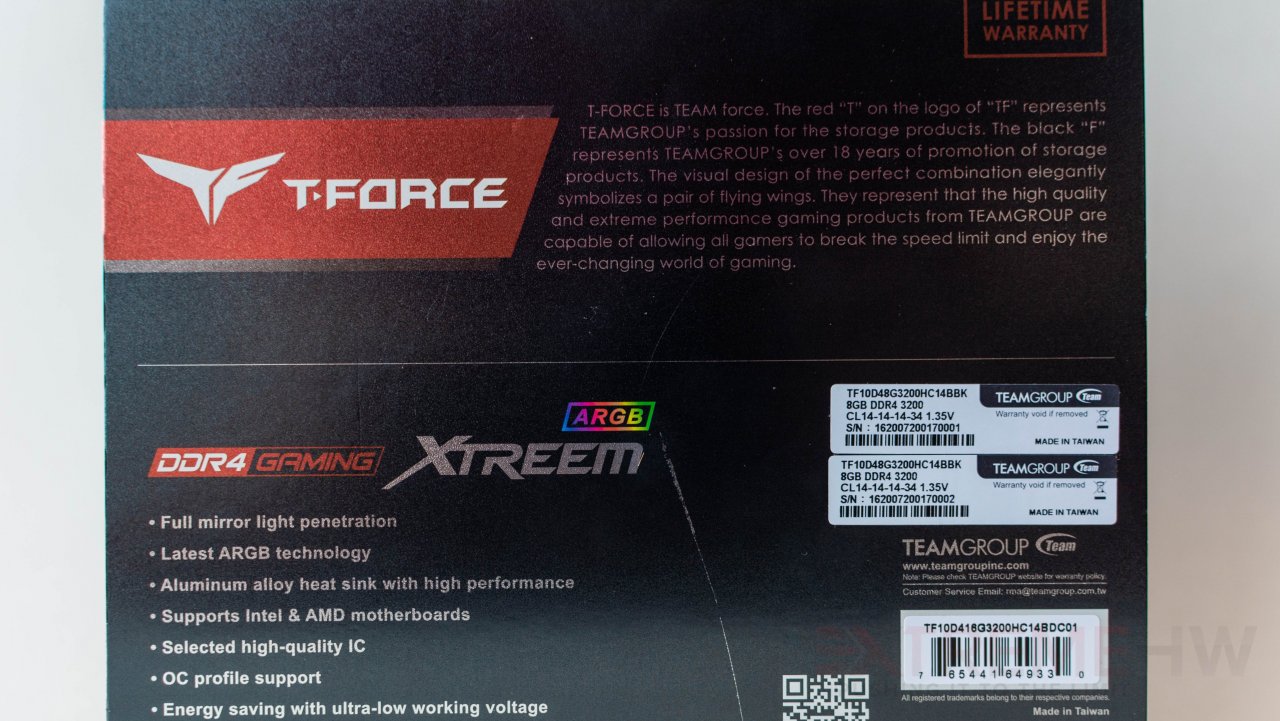 LIFETIME
WARRANTY
T-FORCE is TEAM force. The red “T” on the logo of “TF” represents
TEAMGROUP’s passion for the storage products. The black “F”
represents TEAMGROUP’s over 18 years of promotion of storage
products. The visual design of the perfect combination elegantly
symbolizes a pair of flying wings. They represent that the high quality
and extreme performance gaming products from TEAMGROUP are
capable of allowing all gamers to break the speed limit and enjoy the
ever-changing world of gaming.
T-FORCE
ARGB
DDR4 GAMING XTREEM
• Full mirror light penetration
• Latest ARGB technology
• Aluminum alloy heat sink with high performance
• Supports Intel & AMD motherboards
• Selected high-quality IC
• OC profile support
• Energy saving with ultra-low working voltage
TF10D48G3200HC14BBK
8GB DDR4 3200
CL14-14-14-34 1.35V
S/N : 162007200170001
TEAMGROUP Team
Warranty void if removed
MADE IN TAIWAN
TF10D48G3200HC14BBK
8GB DDR4 3200
CL14-14-14-34 1.35V
S/N : 162007200170002
TEAMGROUP Team
Warranty void if removed
MADE IN TAIWAN
TEAMGROUP Team
www.teamgroupinc.com
Note: Please check TEAMGROUP website for warranty policy.
Customer Service Email: rma@teamgroup.com.tw
TF10D416G3200HC14BDC01
7 65441 64933 0
All registered trademarks belong to their respective companies.
Made in Taiwan
EXTREMEHW